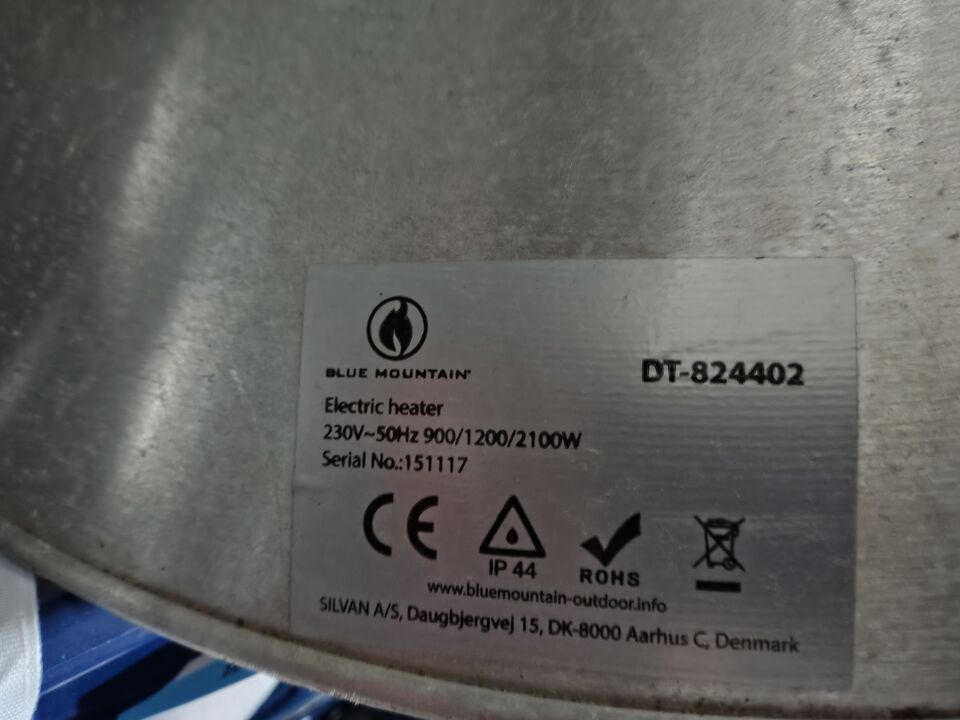 BLUE MOUNTAIN®
DT-824402
Electric heater
230V~50Hz 900/1200/2100W
Serial No.:151117
CE
IP 44
ROHS
www.bluemountain-outdoor.info
SILVAN A/S, Daugbjergvej 15, DK-8000 Aarhus C, Denmark